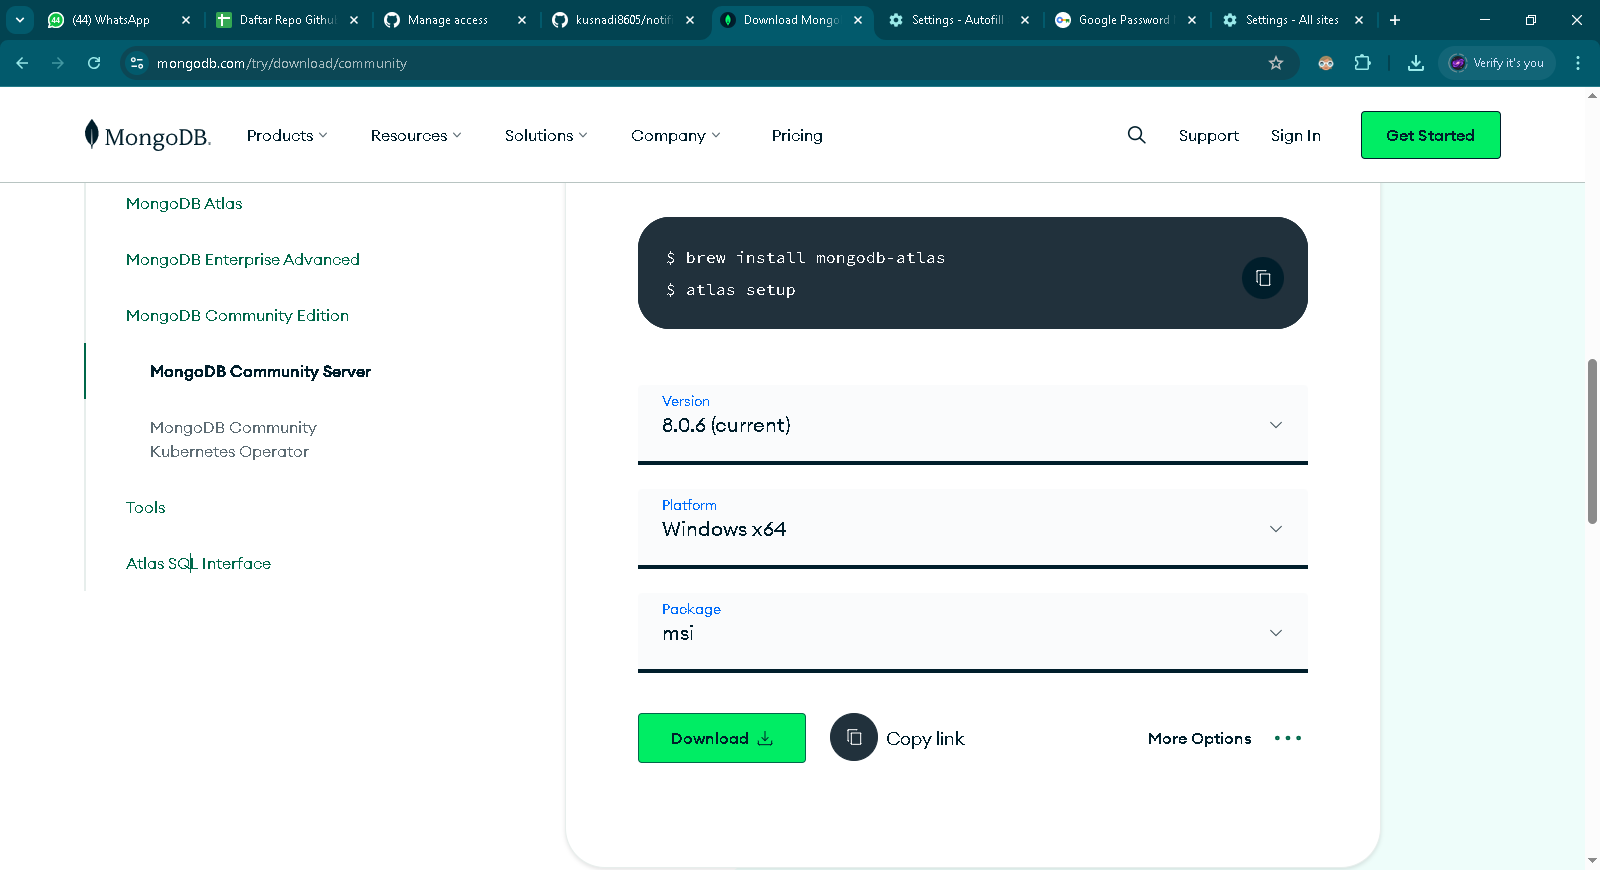 (44) WhatsApp
Daftar Repo Github
Manage access
kusnadi8605/notifi
Download Mongo
Settings - Autofill
Google Password
Settings - All sites
mongodb.com/try/download/community
Verify it's you
MongoDB.
Products
Resources
Solutions
Company
Pricing
Support
Sign In
Get Started
MongoDB Atlas
MongoDB Enterprise Advanced
MongoDB Community Edition
MongoDB Community Server
MongoDB Community
Kubernetes Operator
Tools
Atlas SQL Interface
$ brew install mongodb-atlas
$ atlas setup
Version
8.0.6 (current)
Platform
Windows x64
Package
msi
Download
Copy link
More Options